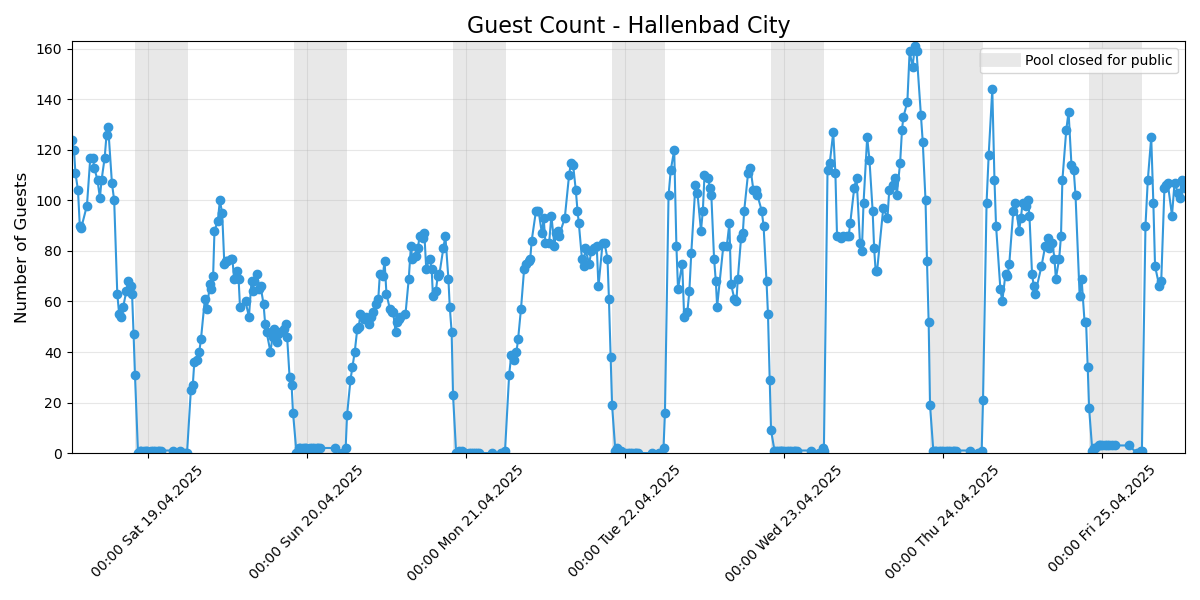 Guest Count - Hallenbad City
Pool closed for public
Number of Guests
160
140
120
100
80
60
40
20
0
00:00 Sat 19.04.2025
00:00 Sun 20.04.2025
00:00 Mon 21.04.2025
00:00 Tue 22.04.2025
00:00 Wed 23.04.2025
00:00 Thu 24.04.2025
00:00 Fri 25.04.2025